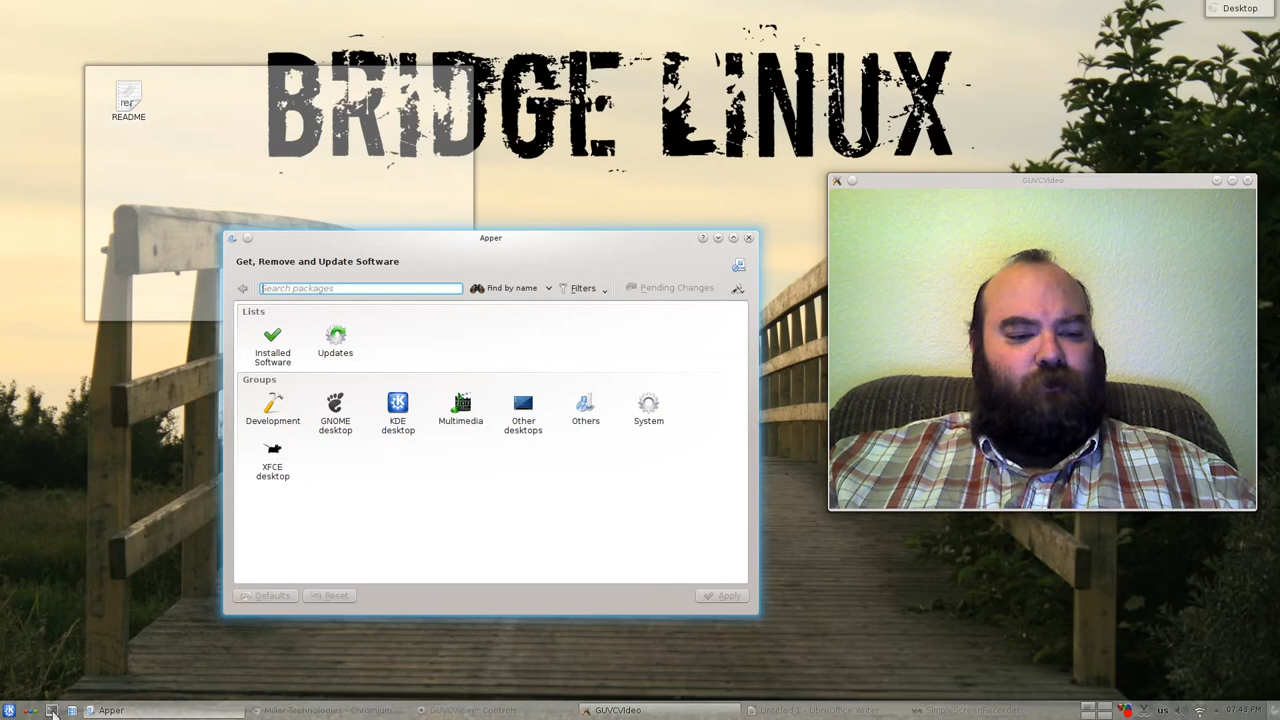 Desktop
BRIDGE LINUX
README
GUVCVideo
Apper
Get, Remove and Update Software
Search packages
Find by name
Filters
Pending Changes
Lists
Installed Software
Updates
Groups
Development
GNOME desktop
KDE desktop
Multimedia
Other desktops
Others
System
XFCE desktop
Defaults
Reset
Apply
Apper
Miller Technologies - Chromium
GUVCViewer Controls
GUVCVideo
Untitled 1 - LibreOffice Writer
SimpleScreenRecorder
us
07:43 PM